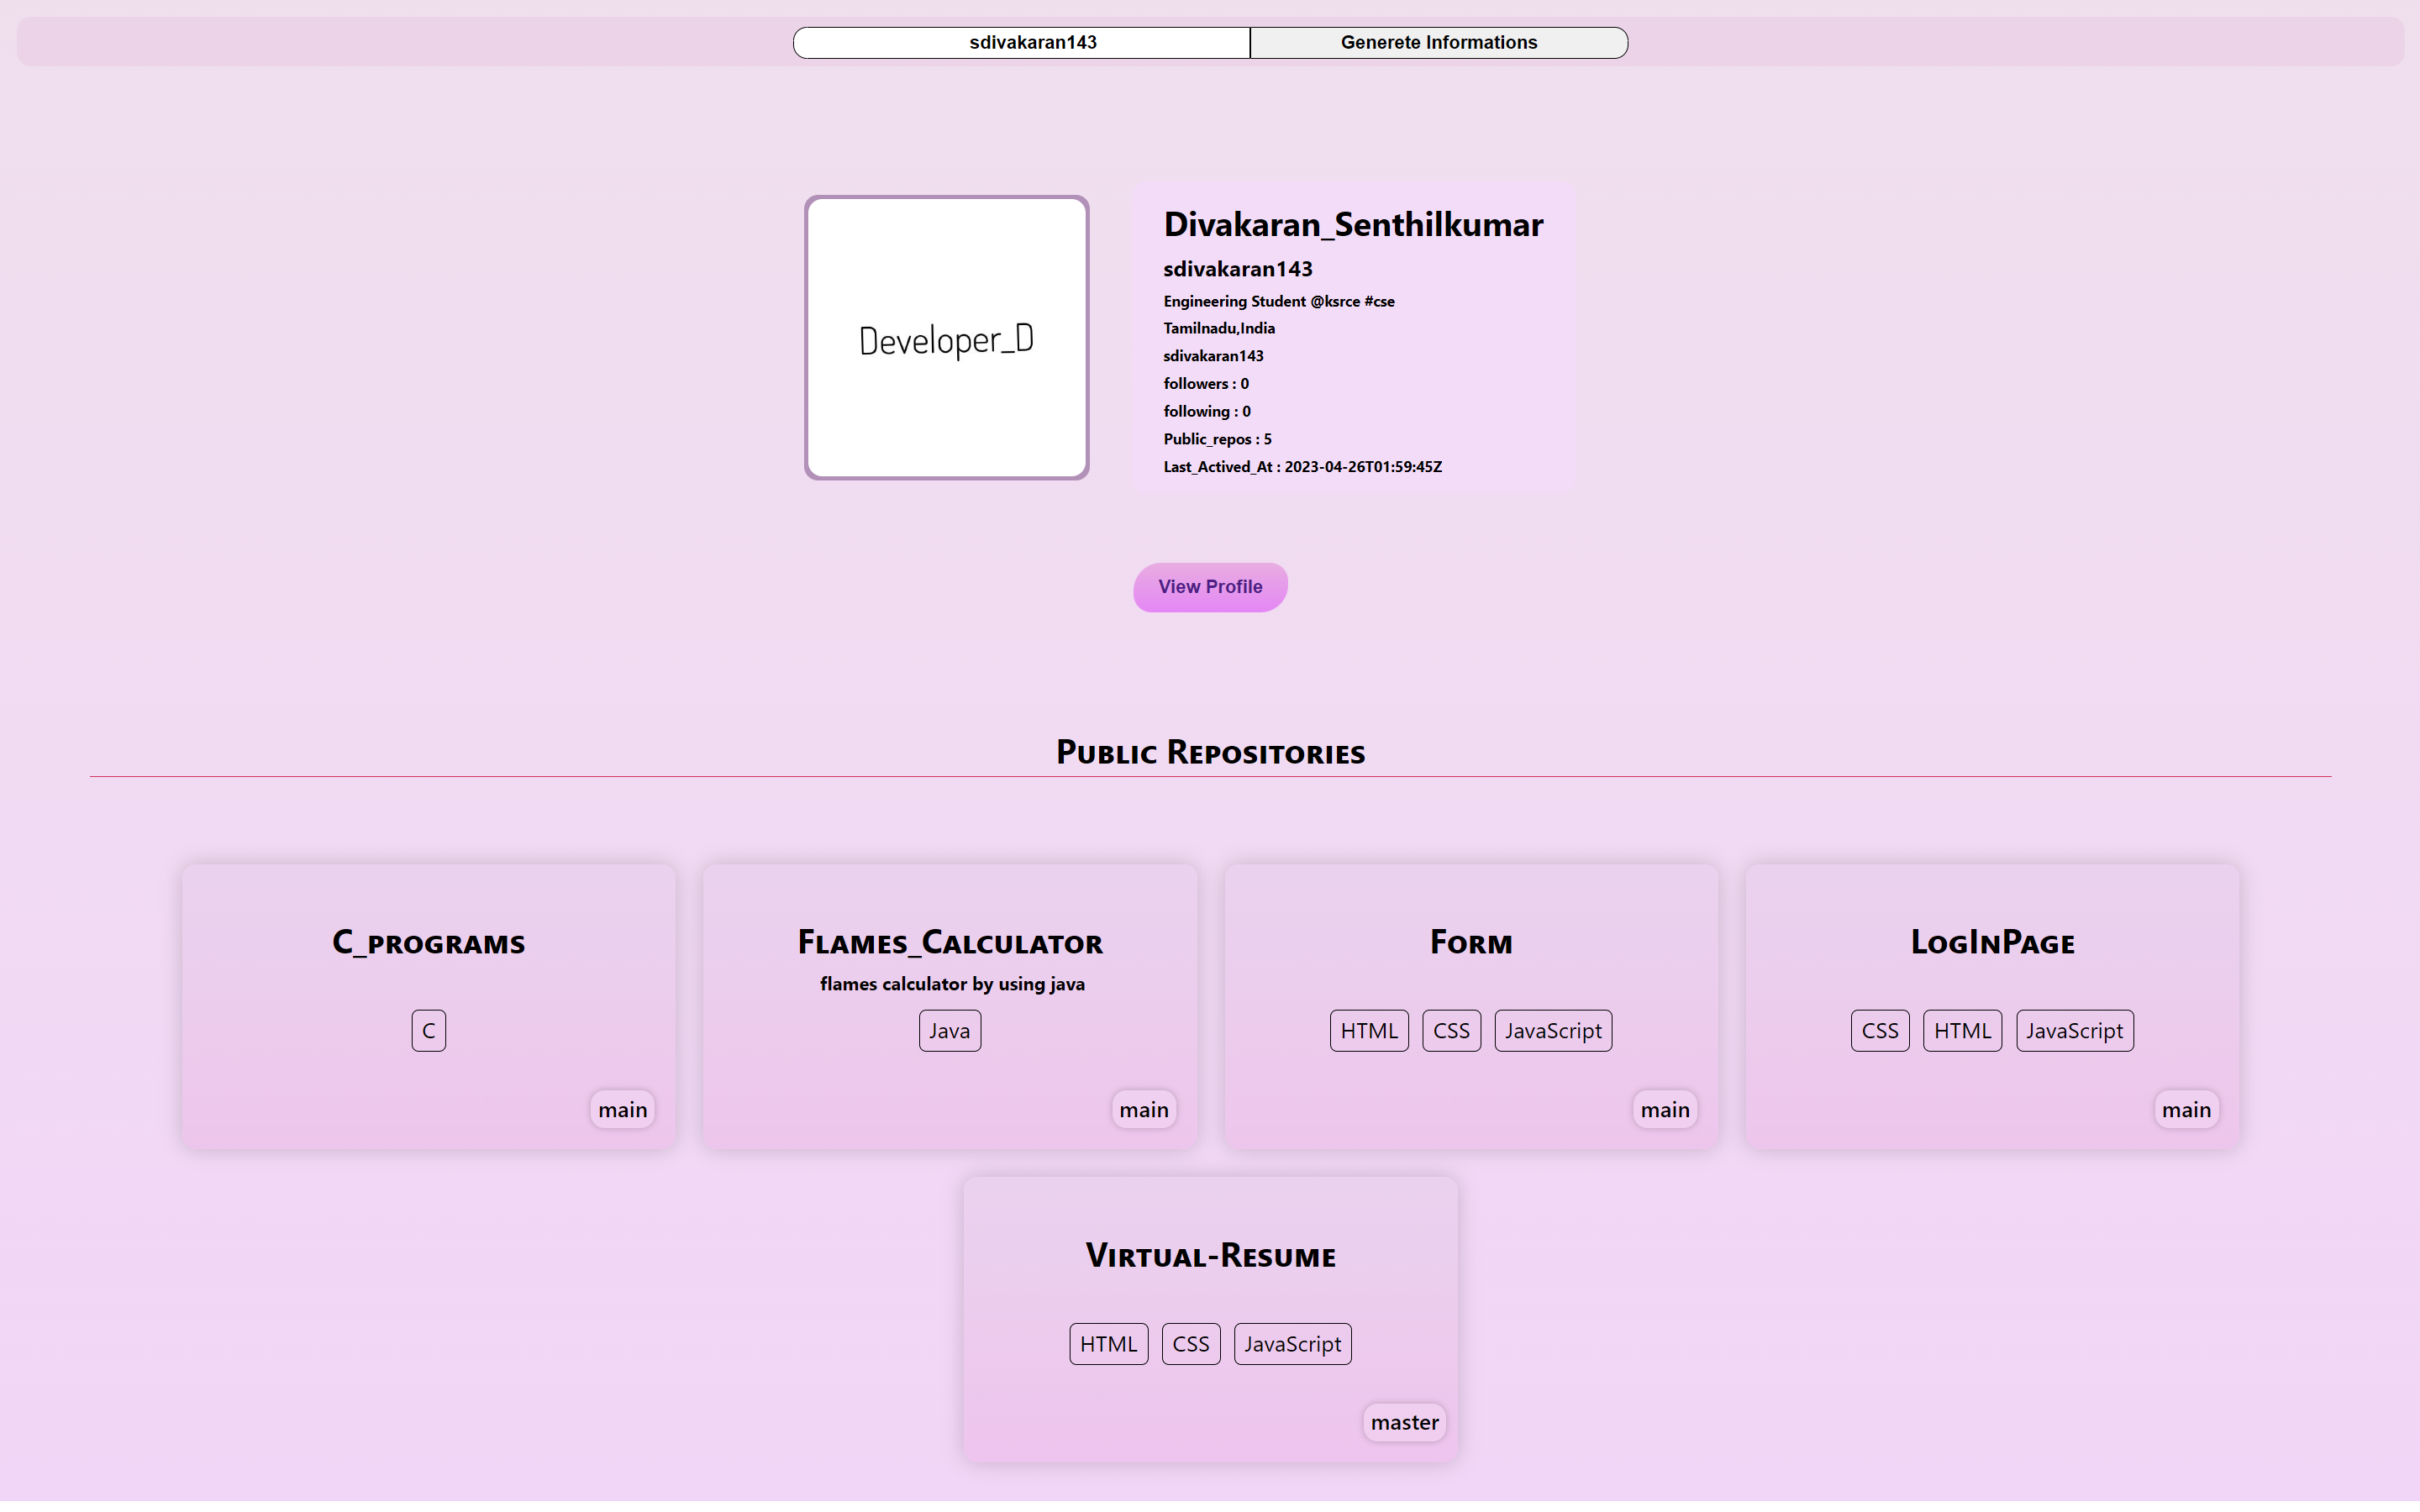 sdivakaran143 Generete Informations
Developer_D
Divakaran_Senthilkumar
sdivakaran143
Engineering Student @ksrce #cse
Tamilnadu,India
sdivakaran143
followers : 0
following : 0
Public_repos : 5
Last_Actived_At : 2023-04-26T01:59:45Z
View Profile
Public Repositories
C_programs
C
main
Flames_Calculator
flames calculator by using java
Java
main
Form
HTML CSS JavaScript
main
LogInPage
CSS HTML JavaScript
main
Virtual-Resume
HTML CSS JavaScript
master